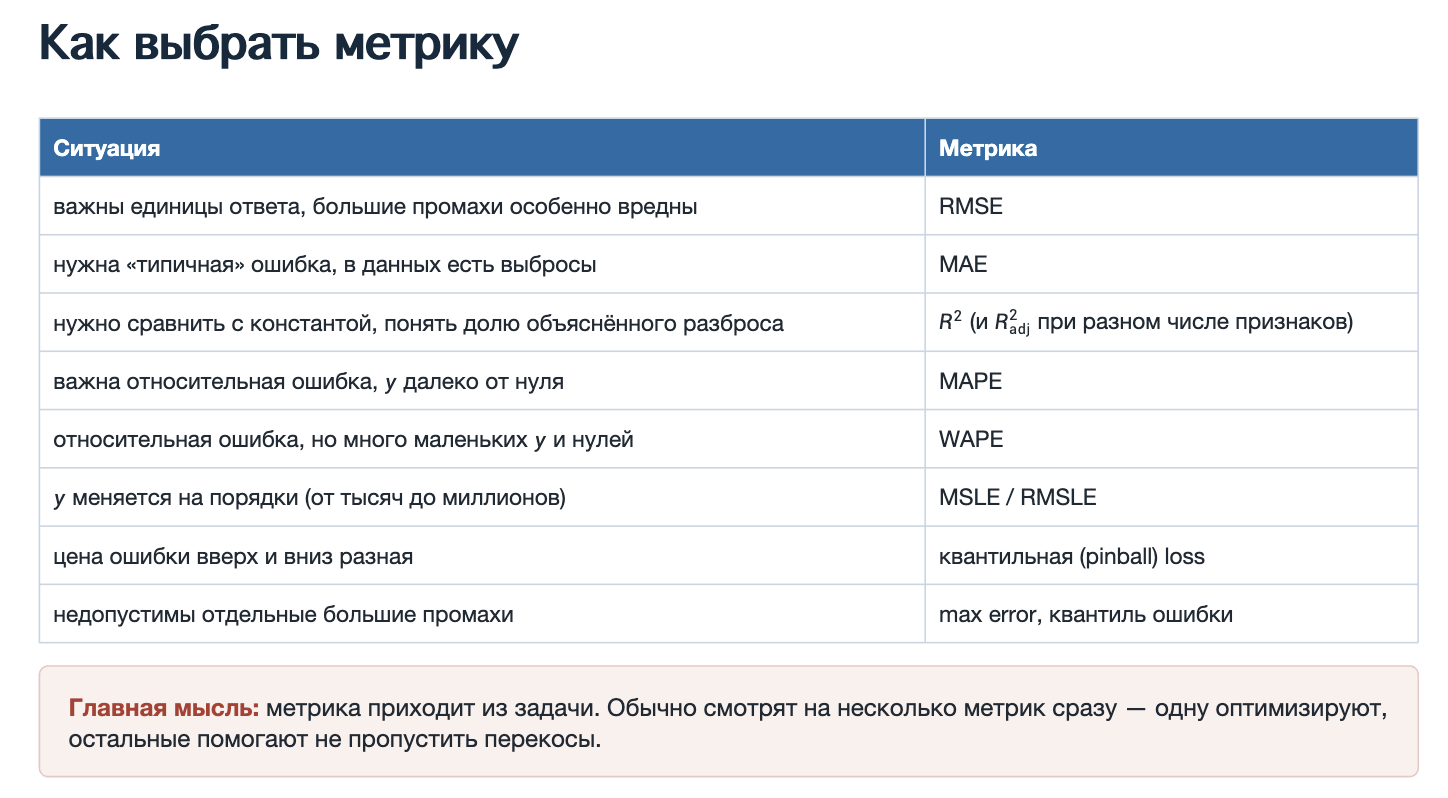 Как выбрать метрику
Ситуация Метрика
важны единицы ответа, большие промахи особенно вредны RMSE
нужна «типичная» ошибка, в данных есть выбросы MAE
нужно сравнить с константой, понять долю объяснённого разброса R² (и R²adj при разном числе признаков)
важна относительная ошибка, y далеко от нуля MAPE
относительная ошибка, но много маленьких y и нулей WAPE
y меняется на порядки (от тысяч до миллионов) MSLE / RMSLE
цена ошибки вверх и вниз разная квантильная (pinball) loss
недопустимы отдельные большие промахи max error, квантиль ошибки
Главная мысль: метрика приходит из задачи. Обычно смотрят на несколько метрик сразу — одну оптимизируют,
остальные помогают не пропустить перекосы.